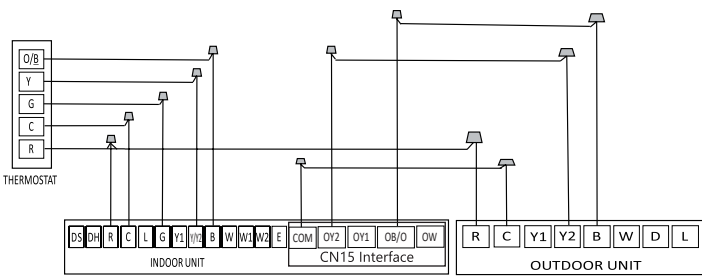 O/B
Y
G
C
R
THERMOSTAT
DS DH R C L G Y1 Y/Y2 B W W1 W2 E COM OY2 OY1 OB/O OW
CN15 Interface
INDOOR UNIT
R C Y1 Y2 B W D L
OUTDOOR UNIT